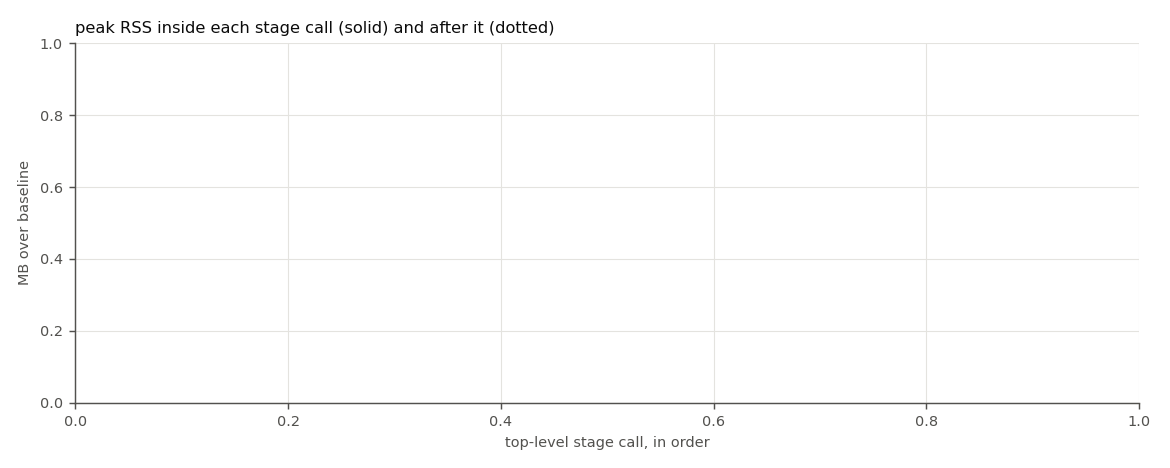 peak RSS inside each stage call (solid) and after it (dotted)
1.0
0.8
0.6
0.4
0.2
0.0
MB over baseline
0.0 0.2 0.4 0.6 0.8 1.0
top-level stage call, in order